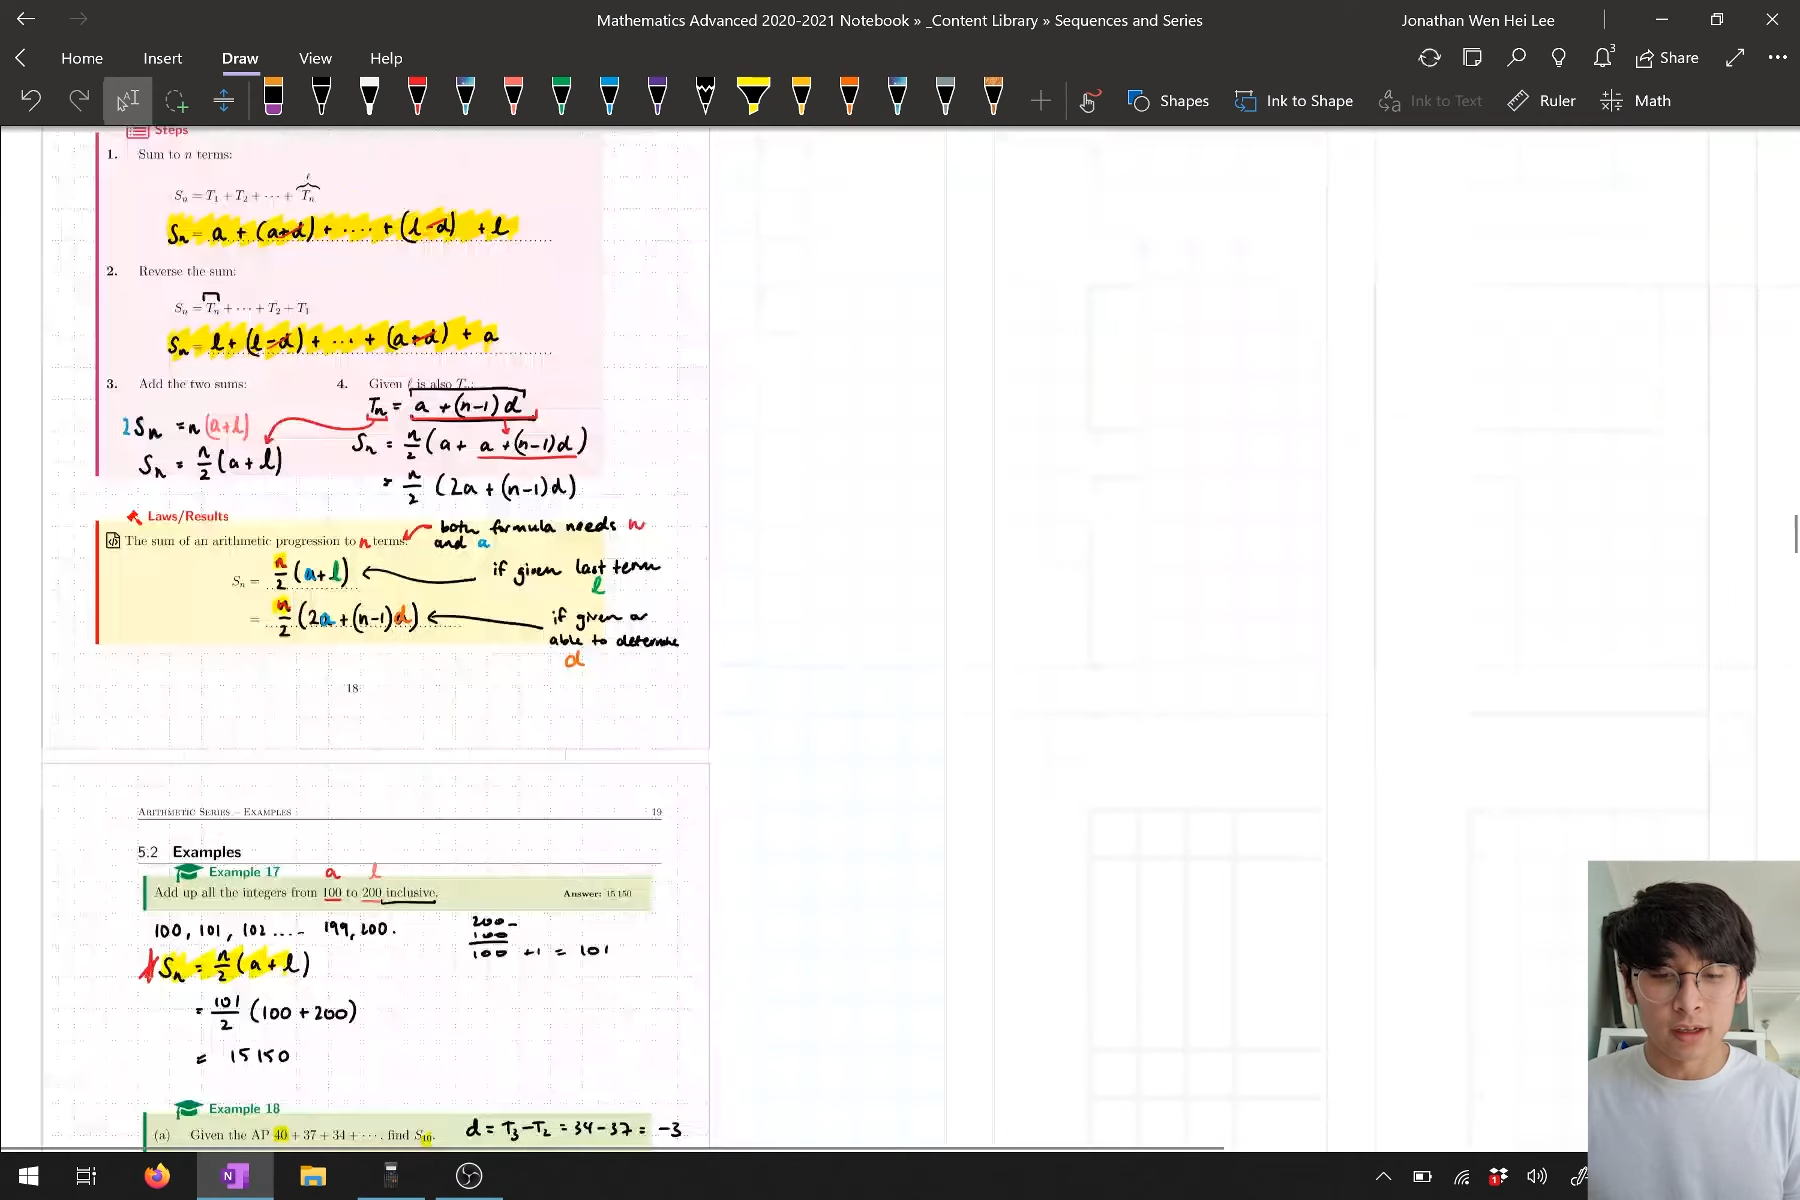 Mathematics Advanced 2020-2021 Notebook » _Content Library » Sequences and Series
Jonathan Wen Hei Lee
Home Insert Draw View Help
3
Share
Shapes Ink to Shape Ink to Text Ruler Math
Steps
1. Sum to n terms:
ℓ
Sn = T1 + T2 + ⋯ + Tn
Sn = a + (a+d) + .... + (l-d) + l
2. Reverse the sum:
Sn = Tn + ⋯ + T2 + T1
Sn = l + (l-d) + ... + (a+d) + a
3. Add the two sums:
2Sn = n(a+l)
Sn = n/2 (a+l)
4. Given ℓ is also Tn:
Tn = a + (n-1)d
Sn = n/2 (a + a + (n-1)d)
= n/2 (2a + (n-1)d)
Laws/Results
The sum of an arithmetic progression to n terms:
both formula needs n
and a
Sn = n/2 (a+l)
if given last term
l
= n/2 (2a + (n-1)d)
if given or
able to determine
d
18
Arithmetic Series – Examples 19
5.2 Examples
Example 17
a l
Add up all the integers from 100 to 200 inclusive. Answer: 15 150
100, 101, 102 .... 199, 200.
200 -
100
100 +1 = 101
Sn = n/2 (a + l)
= 101/2 (100 + 200)
= 15 150
Example 18
(a) Given the AP 40 + 37 + 34 + ⋯. find S10.
d = T3 - T2 = 34 - 37 = -3
N
1